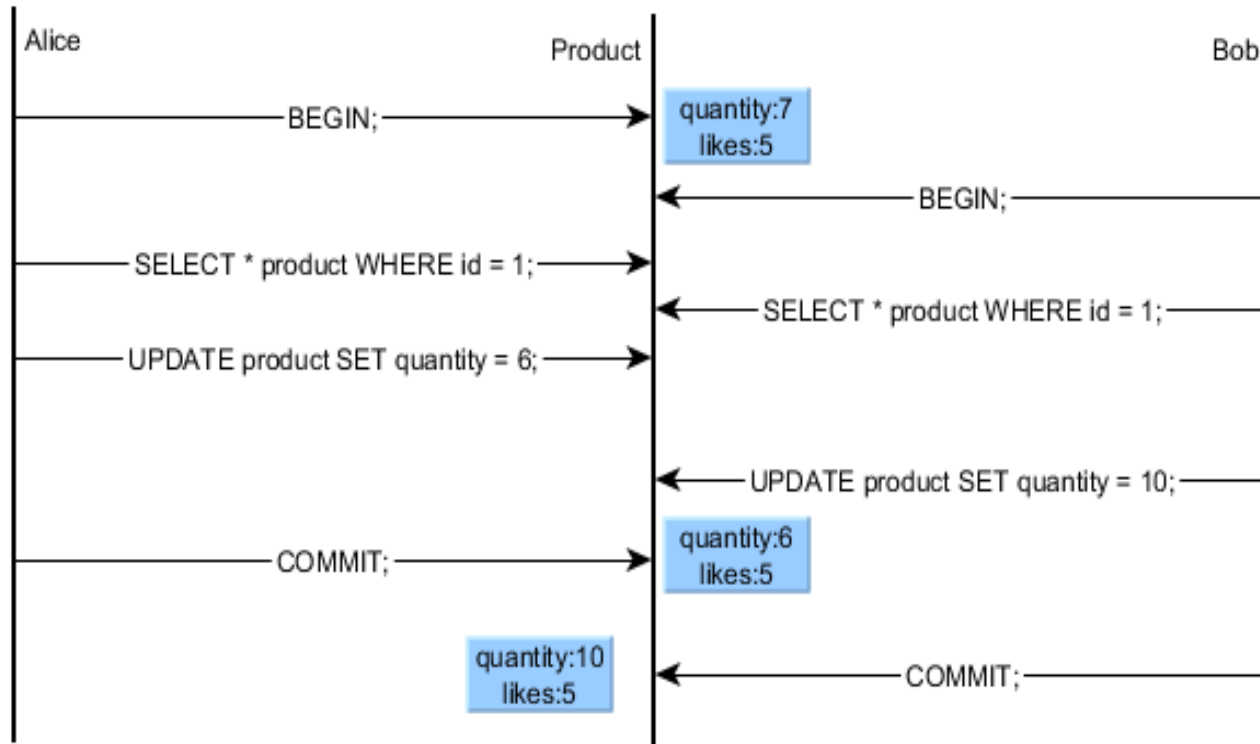 Alice
Product
Bob
BEGIN;
quantity:7
likes:5
BEGIN;
SELECT * product WHERE id = 1;
SELECT * product WHERE id = 1;
UPDATE product SET quantity = 6;
UPDATE product SET quantity = 10;
COMMIT;
quantity:6
likes:5
quantity:10
likes:5
COMMIT;